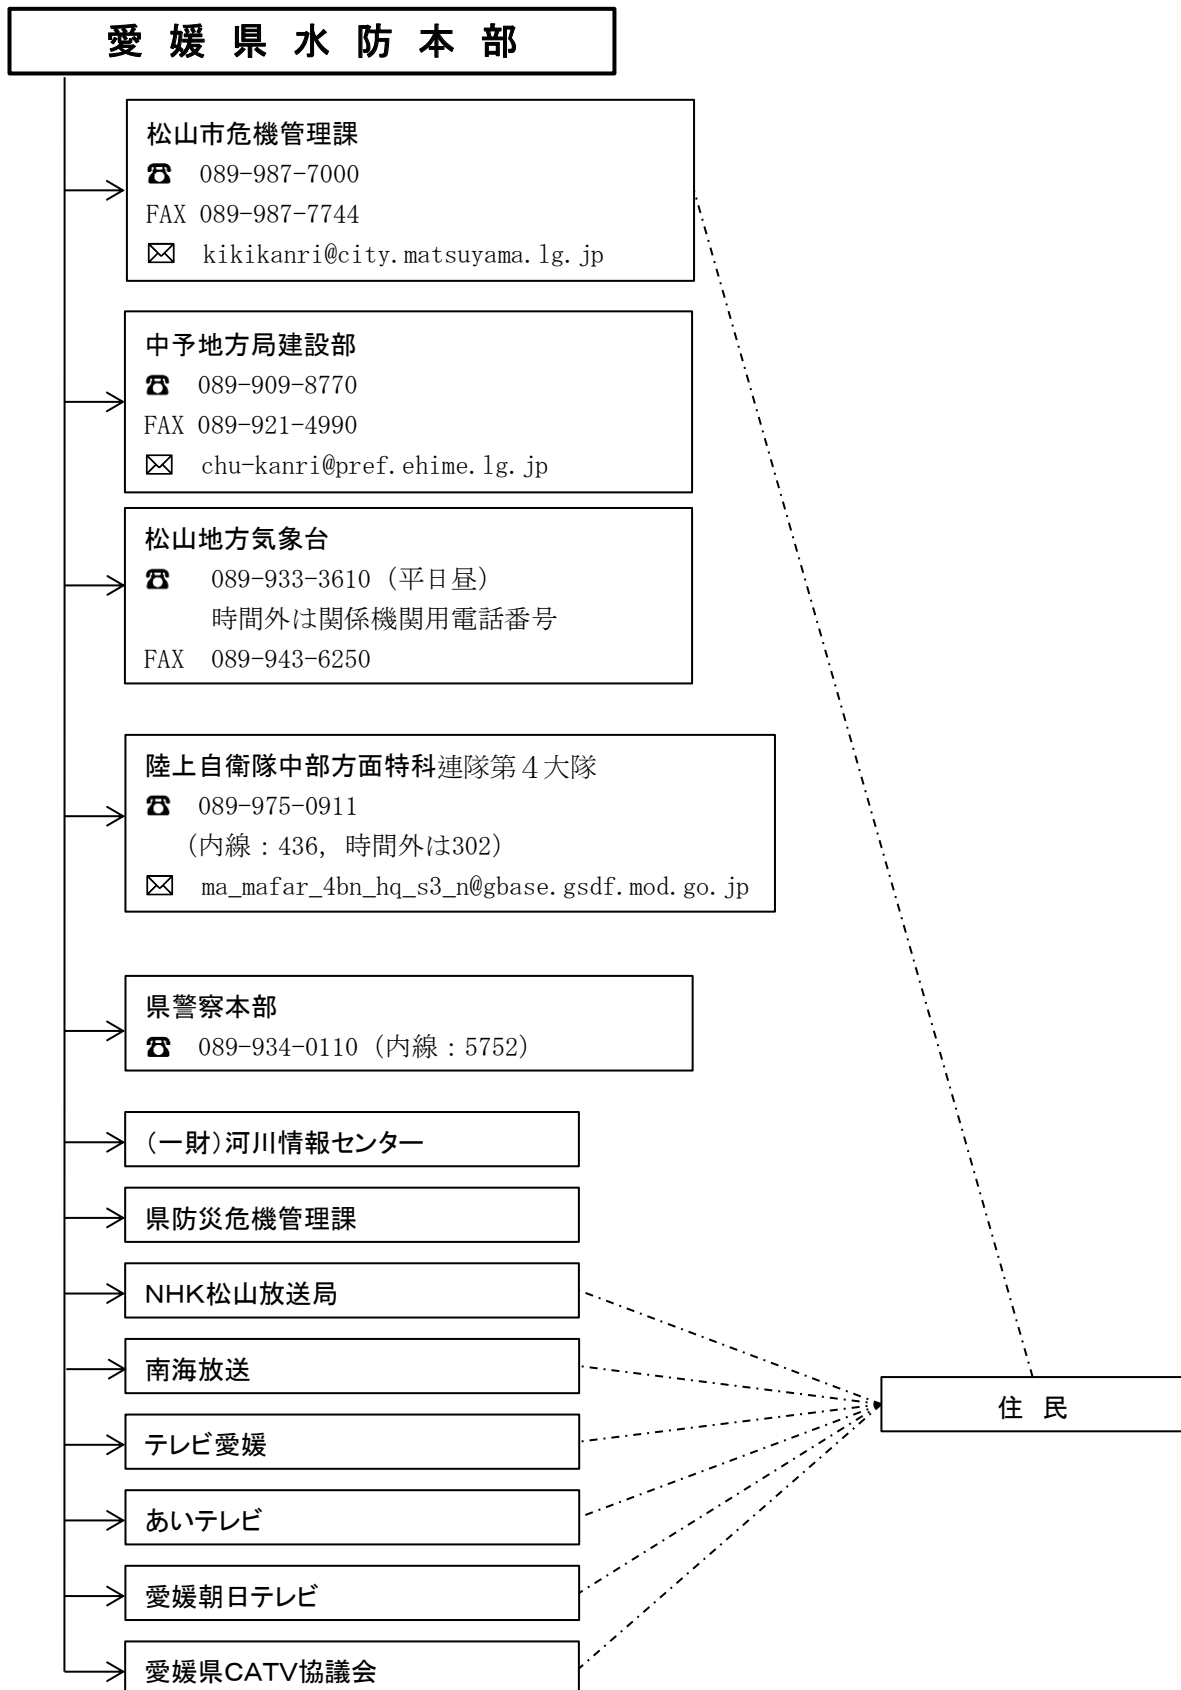 愛媛県水防本部
松山市危機管理課
☎ 089-987-7000
FAX 089-987-7744
✉ kikikanri@city.matsuyama.lg.jp
中予地方局建設部
☎ 089-909-8770
FAX 089-921-4990
✉ chu-kanri@pref.ehime.lg.jp
松山地方気象台
☎ 089-933-3610（平日昼）
時間外は関係機関用電話番号
FAX 089-943-6250
陸上自衛隊中部方面特科連隊第４大隊
☎ 089-975-0911
（内線：436，時間外は302）
✉ ma_mafar_4bn_hq_s3_n@gbase.gsdf.mod.go.jp
県警察本部
☎ 089-934-0110（内線：5752）
（一財）河川情報センター
県防災危機管理課
NHK松山放送局
南海放送
テレビ愛媛
あいテレビ
愛媛朝日テレビ
愛媛県CATV協議会
住民